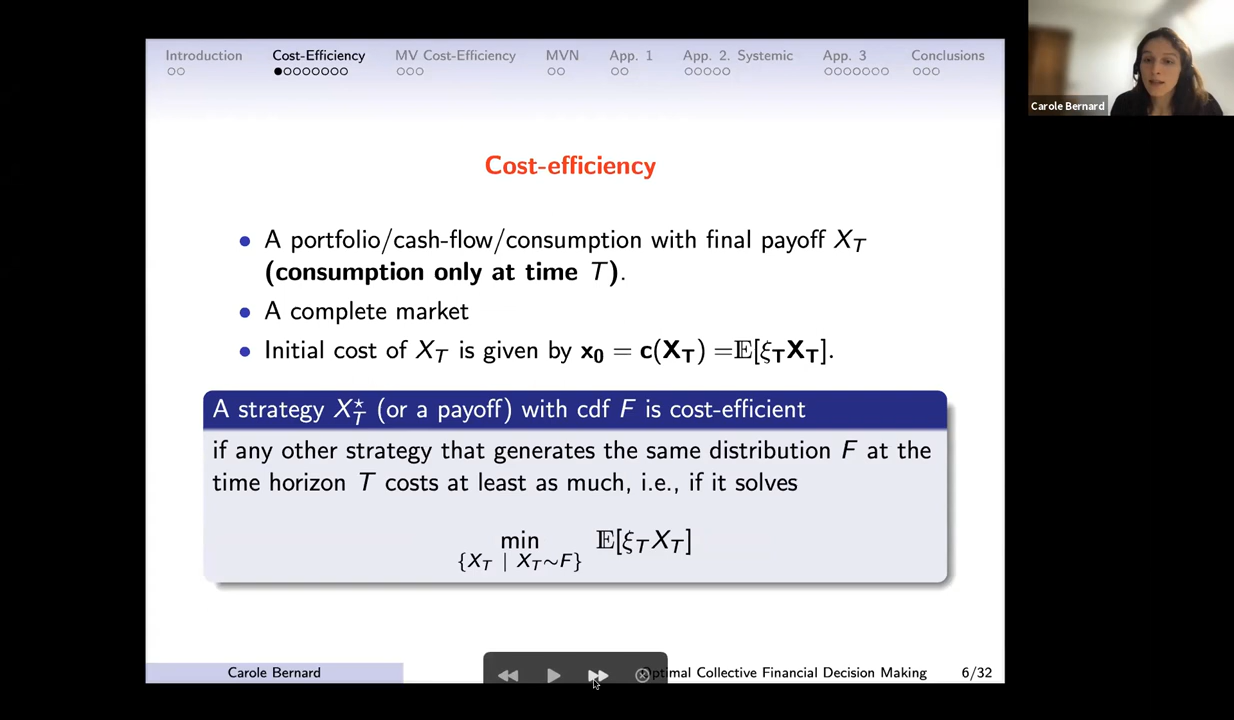 Introduction Cost-Efficiency MV Cost-Efficiency MVN App. 1 App. 2. Systemic App. 3 Conclusions
Carole Bernard
Cost-efficiency
• A portfolio/cash-flow/consumption with final payoff X_T
(consumption only at time T).
• A complete market
• Initial cost of X_T is given by x₀ = c(X_T) =𝔼[ξ_T X_T].
A strategy X_T^⋆ (or a payoff) with cdf F is cost-efficient
if any other strategy that generates the same distribution F at the
time horizon T costs at least as much, i.e., if it solves
min 𝔼[ξ_T X_T]
{X_T | X_T∼F}
Carole Bernard
timal Collective Financial Decision Making 6/32